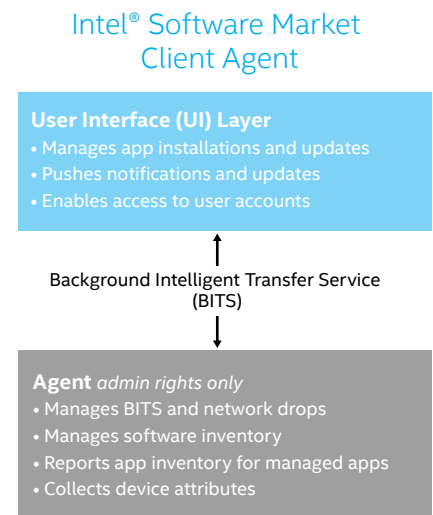 Intel® Software Market
Client Agent
User Interface (UI) Layer
• Manages app installations and updates
• Pushes notifications and updates
• Enables access to user accounts
Background Intelligent Transfer Service
(BITS)
Agent admin rights only
• Manages BITS and network drops
• Manages software inventory
• Reports app inventory for managed apps
• Collects device attributes